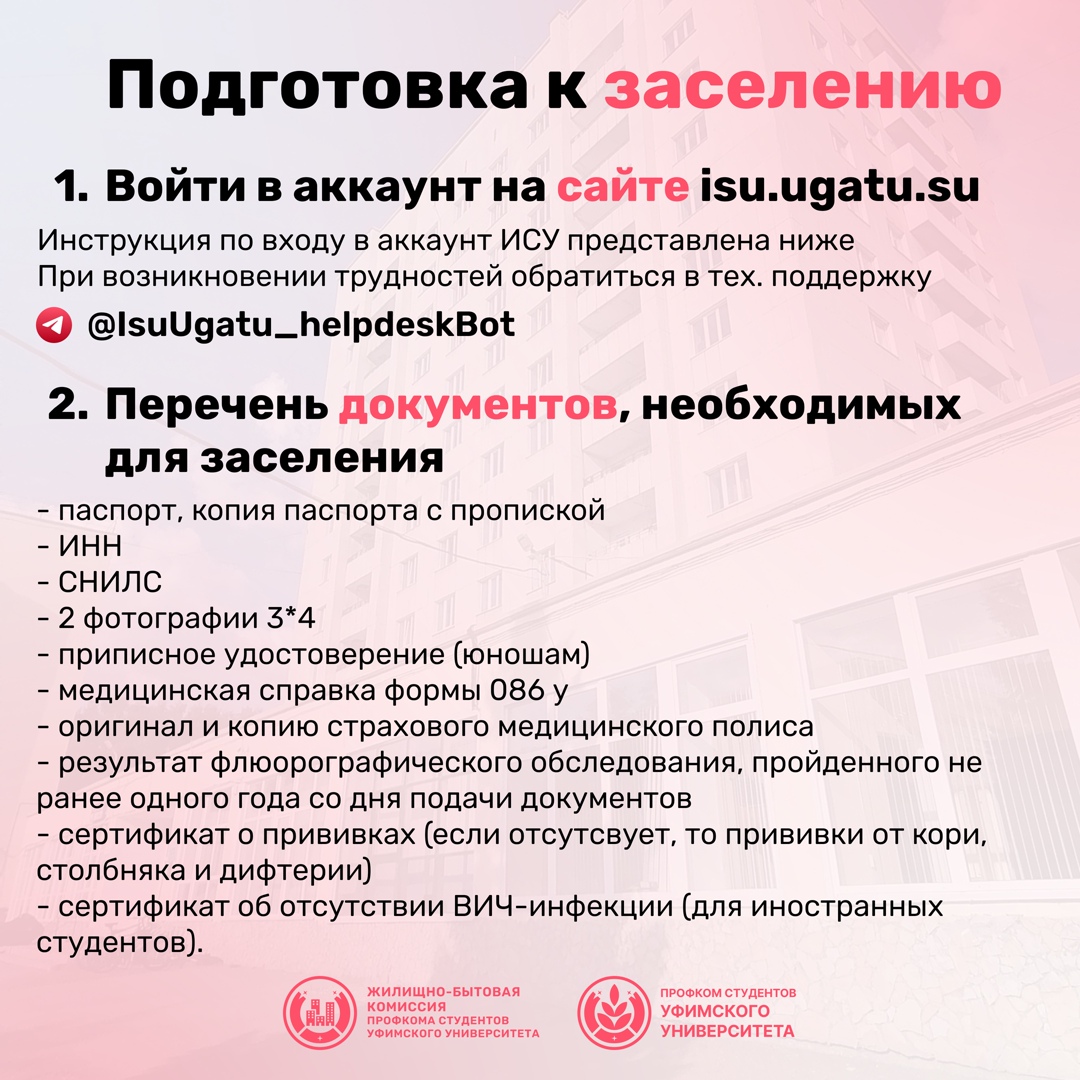 Подготовка к заселению
1. Войти в аккаунт на сайте isu.ugatu.su
Инструкция по входу в аккаунт ИСУ представлена ниже
При возникновении трудностей обратиться в тех. поддержку
@IsuUgatu_helpdeskBot
2. Перечень документов, необходимых
для заселения
- паспорт, копия паспорта с пропиской
- ИНН
- СНИЛС
- 2 фотографии 3*4
- приписное удостоверение (юношам)
- медицинская справка формы 086 у
- оригинал и копию страхового медицинского полиса
- результат флюорографического обследования, пройденного не
ранее одного года со дня подачи документов
- сертификат о прививках (если отсутсвует, то прививки от кори,
столбняка и дифтерии)
- сертификат об отсутствии ВИЧ-инфекции (для иностранных
студентов).
ЖИЛИЩНО-БЫТОВАЯ
КОМИССИЯ
ПРОФКОМА СТУДЕНТОВ
УФИМСКОГО УНИВЕРСИТЕТА
ПРОФКОМ СТУДЕНТОВ
УФИМСКОГО
УНИВЕРСИТЕТА